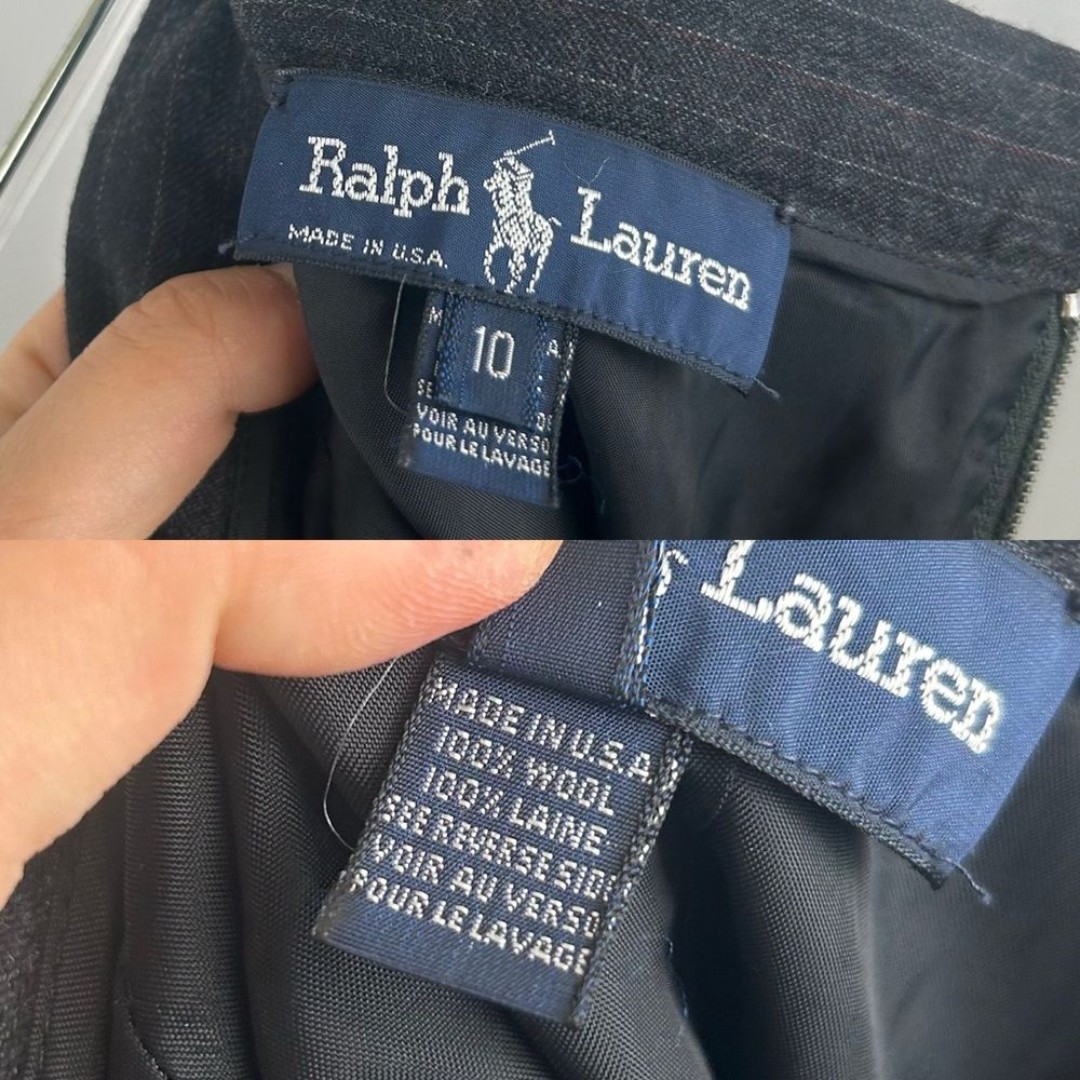 Ralph Lauren
MADE IN U.S.A.
10
VOIR AU VERSO
POUR LE LAVAGE
Lauren
MADE IN U.S.A
100% WOOL
100% LAINE
SEE REVERSE SIDE
VOIR AU VERSO
POUR LE LAVAGE